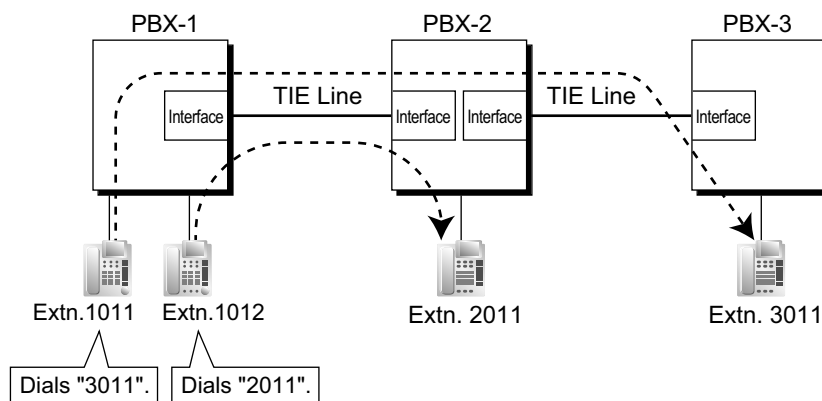 PBX-1 PBX-2 PBX-3
TIE Line TIE Line
Interface Interface Interface Interface
Extn.1011 Extn.1012 Extn. 2011 Extn. 3011
Dials "3011". Dials "2011".